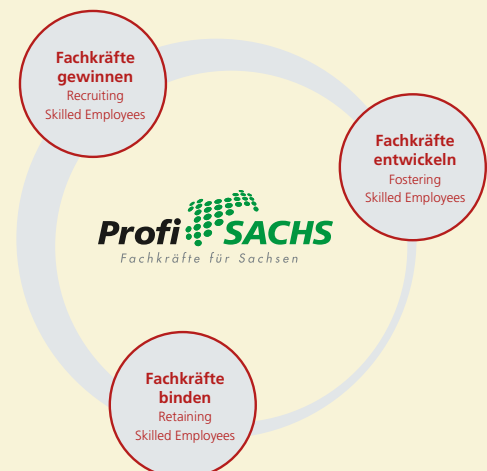 Fachkräfte
gewinnen
Recruiting
Skilled Employees
Fachkräfte
entwickeln
Fostering
Skilled Employees
Profi SACHS
Fachkräfte für Sachsen
Fachkräfte
binden
Retaining
Skilled Employees